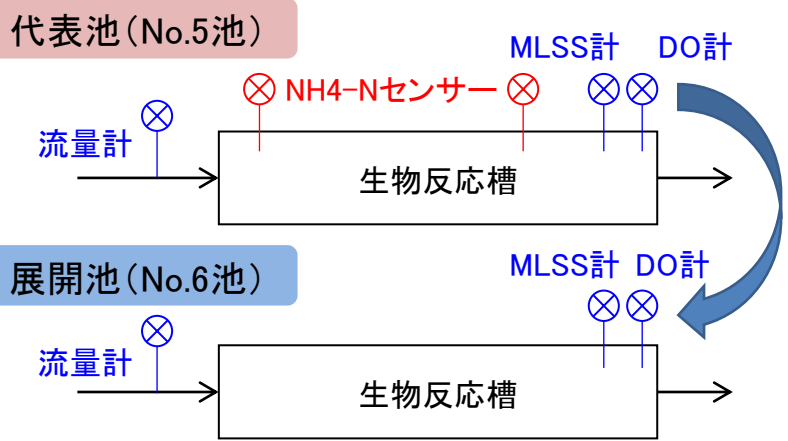 代表池(No.5池)
MLSS計 DO計
NH4-Nセンサー
流量計
生物反応槽
展開池(No.6池)
MLSS計 DO計
流量計
生物反応槽